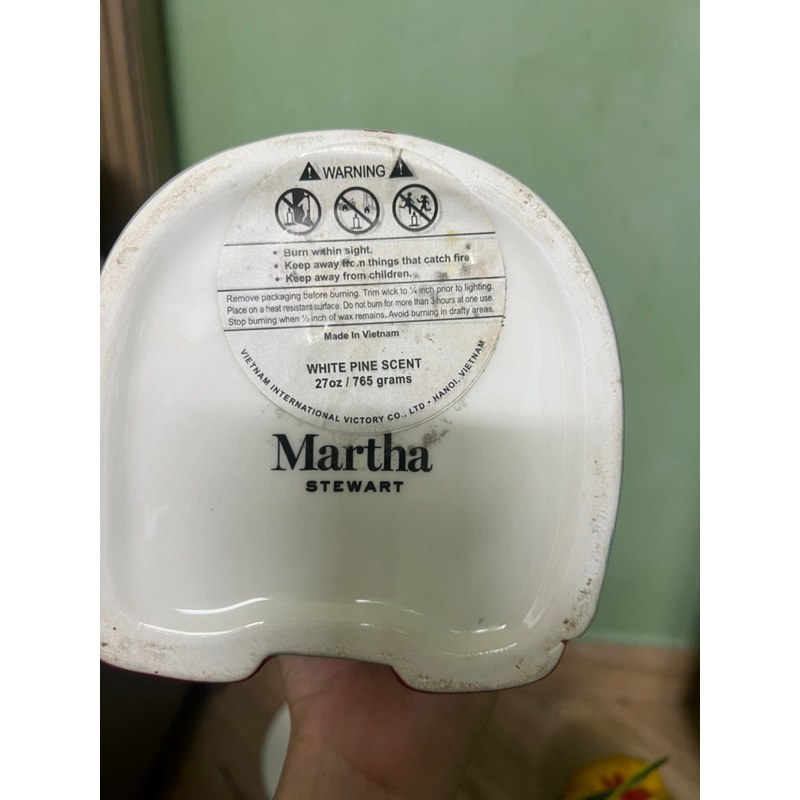 WARNING
• Burn within sight.
• Keep away from things that catch fire
• Keep away from children.
Remove packaging before burning. Trim wick to ¼ inch prior to lighting.
Place on a heat resistant surface. Do not burn for more than 3 hours at one use.
Stop burning when ½ inch of wax remains. Avoid burning in drafty areas.
Made in Vietnam
WHITE PINE SCENT
27oz / 765 grams
VIETNAM INTERNATIONAL VICTORY CO., LTD • HANOI, VIETNAM
Martha
STEWART